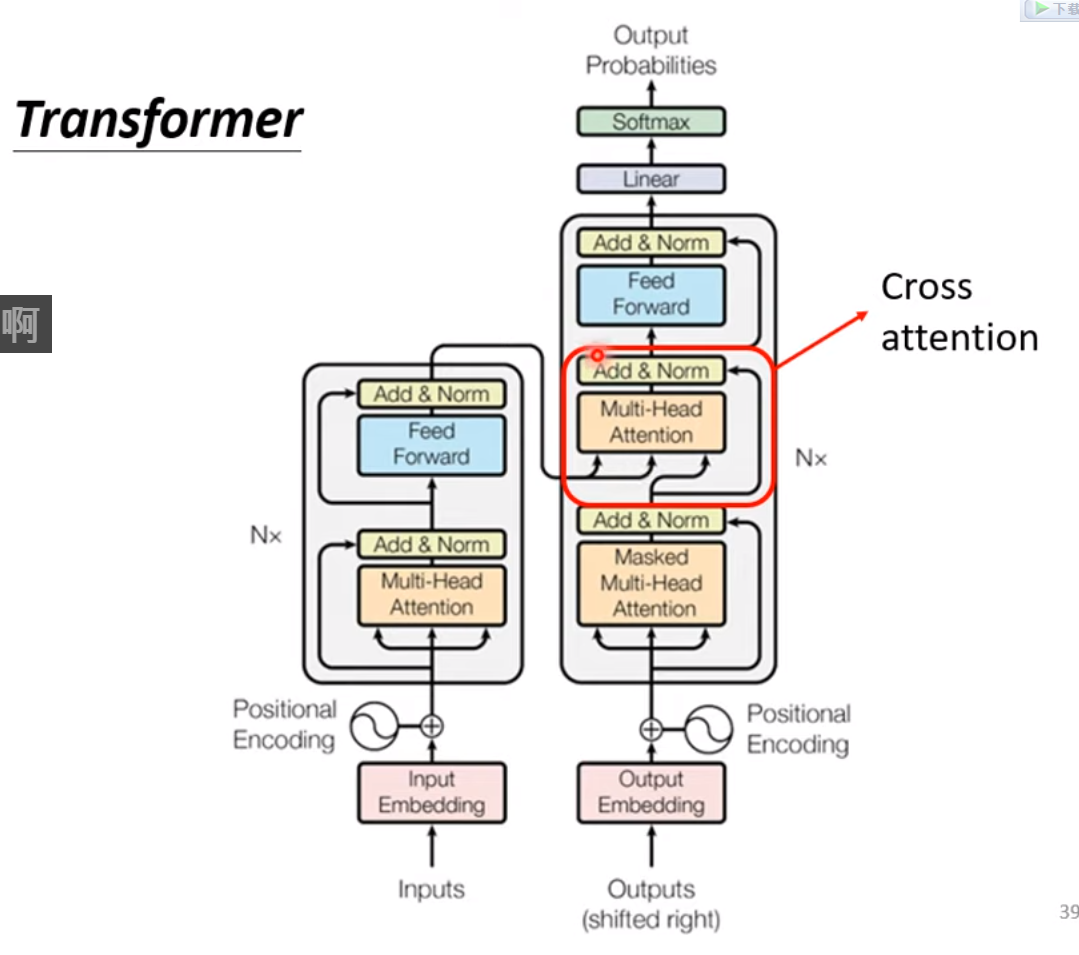 下载
Transformer
Output
Probabilities
Softmax
Linear
Add & Norm
Feed
Forward
Cross
attention
Add & Norm
Multi-Head
Attention
Nx
Add & Norm
Masked
Multi-Head
Attention
啊
Add & Norm
Feed
Forward
Nx
Add & Norm
Multi-Head
Attention
Positional
Encoding
Positional
Encoding
Input
Embedding
Output
Embedding
Inputs
Outputs
(shifted right)
39